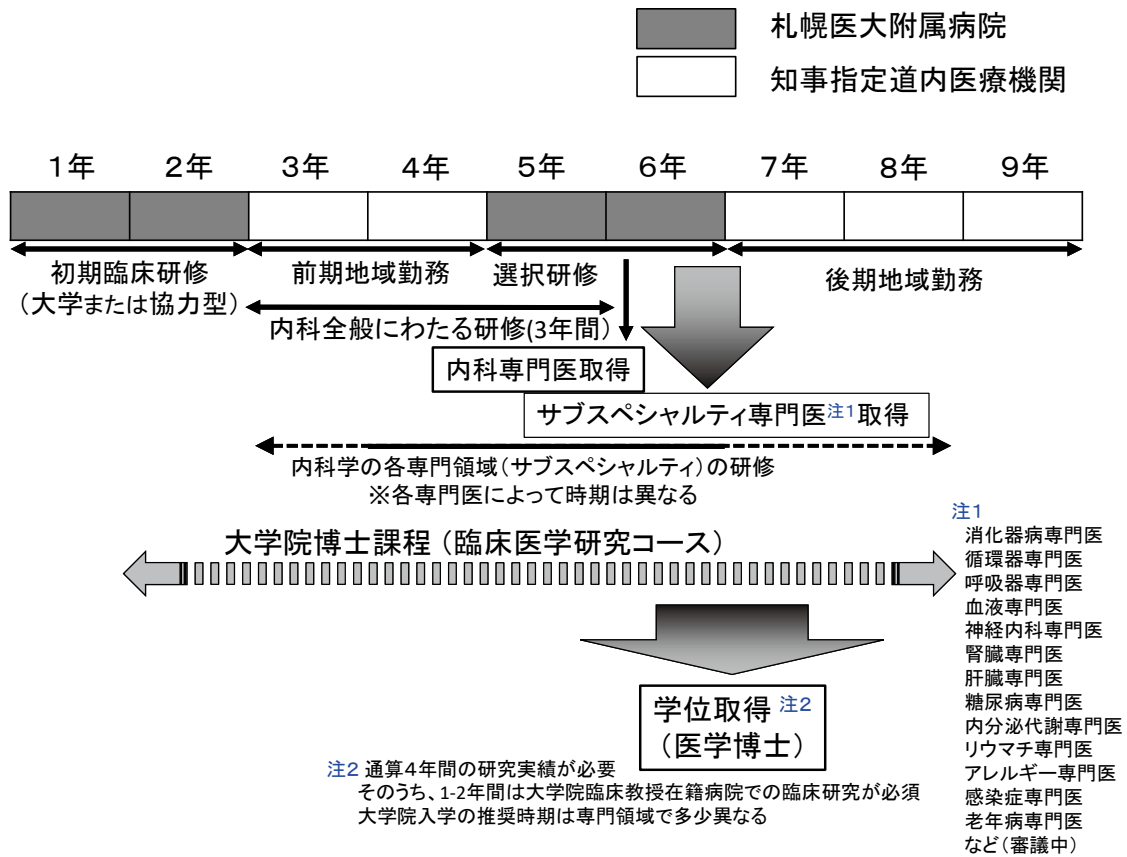 札幌医大附属病院
知事指定道内医療機関
1年 2年 3年 4年 5年 6年 7年 8年 9年
初期臨床研修
（大学または協力型）
前期地域勤務
選択研修
後期地域勤務
内科全般にわたる研修(3年間)
内科専門医取得
サブスペシャルティ専門医注1取得
内科学の各専門領域（サブスペシャルティ）の研修
※各専門医によって時期は異なる
大学院博士課程（臨床医学研究コース）
学位取得 注2
（医学博士）
注2 通算4年間の研究実績が必要
そのうち、1-2年間は大学院臨床教授在籍病院での臨床研究が必須
大学院入学の推奨時期は専門領域で多少異なる
注1
消化器病専門医
循環器専門医
呼吸器専門医
血液専門医
神経内科専門医
腎臓専門医
肝臓専門医
糖尿病専門医
内分泌代謝専門医
リウマチ専門医
アレルギー専門医
感染症専門医
老年病専門医
など（審議中）